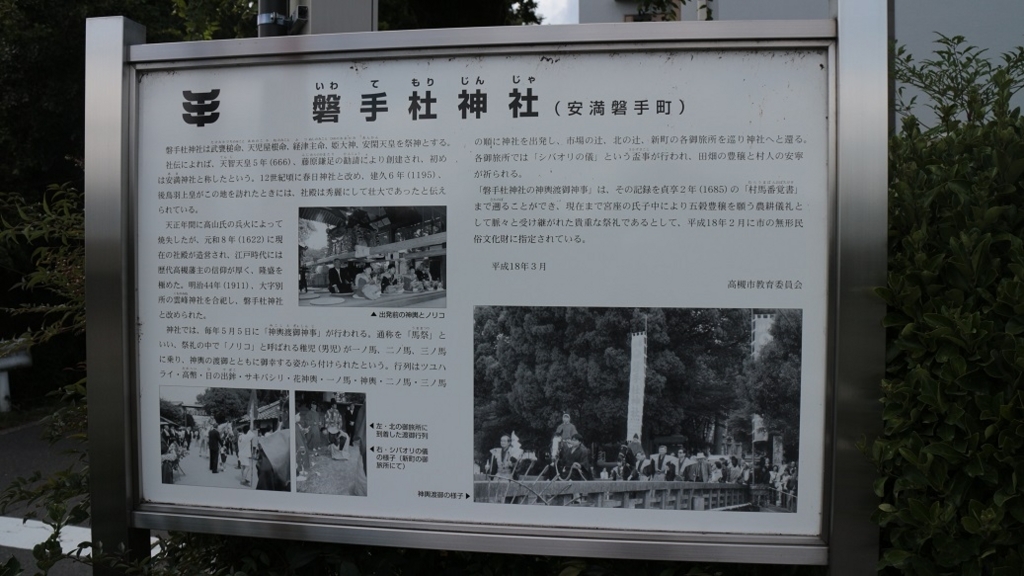 いわてもりじんじゃ
磐手杜神社(安満磐手町)
磐手杜神社は武甕槌命、天児屋根命、経津主命、姫大神、安閑天皇を祭神とする。
社伝によれば、天智天皇5年(666)、藤原鎌足の勧請により創建され、初め
は安満神社と称したという。12世紀頃に春日神社と改め、建久6年(1195)、
後鳥羽上皇がこの地を訪れたときには、社殿は秀麗にして壮大であったと伝え
られている。
天正年間に高山氏の兵火によって
焼失したが、元和8年(1622)に現
在の社殿が造営され、江戸時代には
歴代高槻藩主の信仰が厚く、隆盛を
極めた。明治44年(1911)、大字別
所の雲峰神社を合祀し、磐手杜神社
と改められた。
▲出発前の神輿とノリコ
神社では、毎年5月5日に「神輿渡御神事」が行われる。通称を「馬祭」と
いい、祭礼の中で「ノリコ」と呼ばれる稚児(男児)が一ノ馬、二ノ馬、三ノ馬
に乗り、神輿の渡御とともに御幸する姿から付けられたという。行列はツユハ
ライ・高幣・日の出鉾・サキバシリ・花神輿・一ノ馬・神輿・二ノ馬・三ノ馬
◀左・北の御旅所に
到着した渡御行列
◀右・シバオリの儀
の様子(新町の御
旅所にて)
の順に神社を出発し、市場の辻、北の辻、新町の各御旅所を巡り神社へと還る。
各御旅所では「シバオリの儀」という盃事が行われ、田畑の豊穣と村人の安寧
が祈られる。
「磐手杜神社の神輿渡御神事」は、その記録を貞享2年(1685)の「村馬番覚書」
まで遡ることができ、現在まで宮座の氏子中により五穀豊穣を願う農耕儀礼と
して脈々と受け継がれた貴重な祭礼であるとして、平成18年2月に市の無形民
俗文化財に指定されている。
平成18年3月
高槻市教育委員会
神輿渡御の様子▶